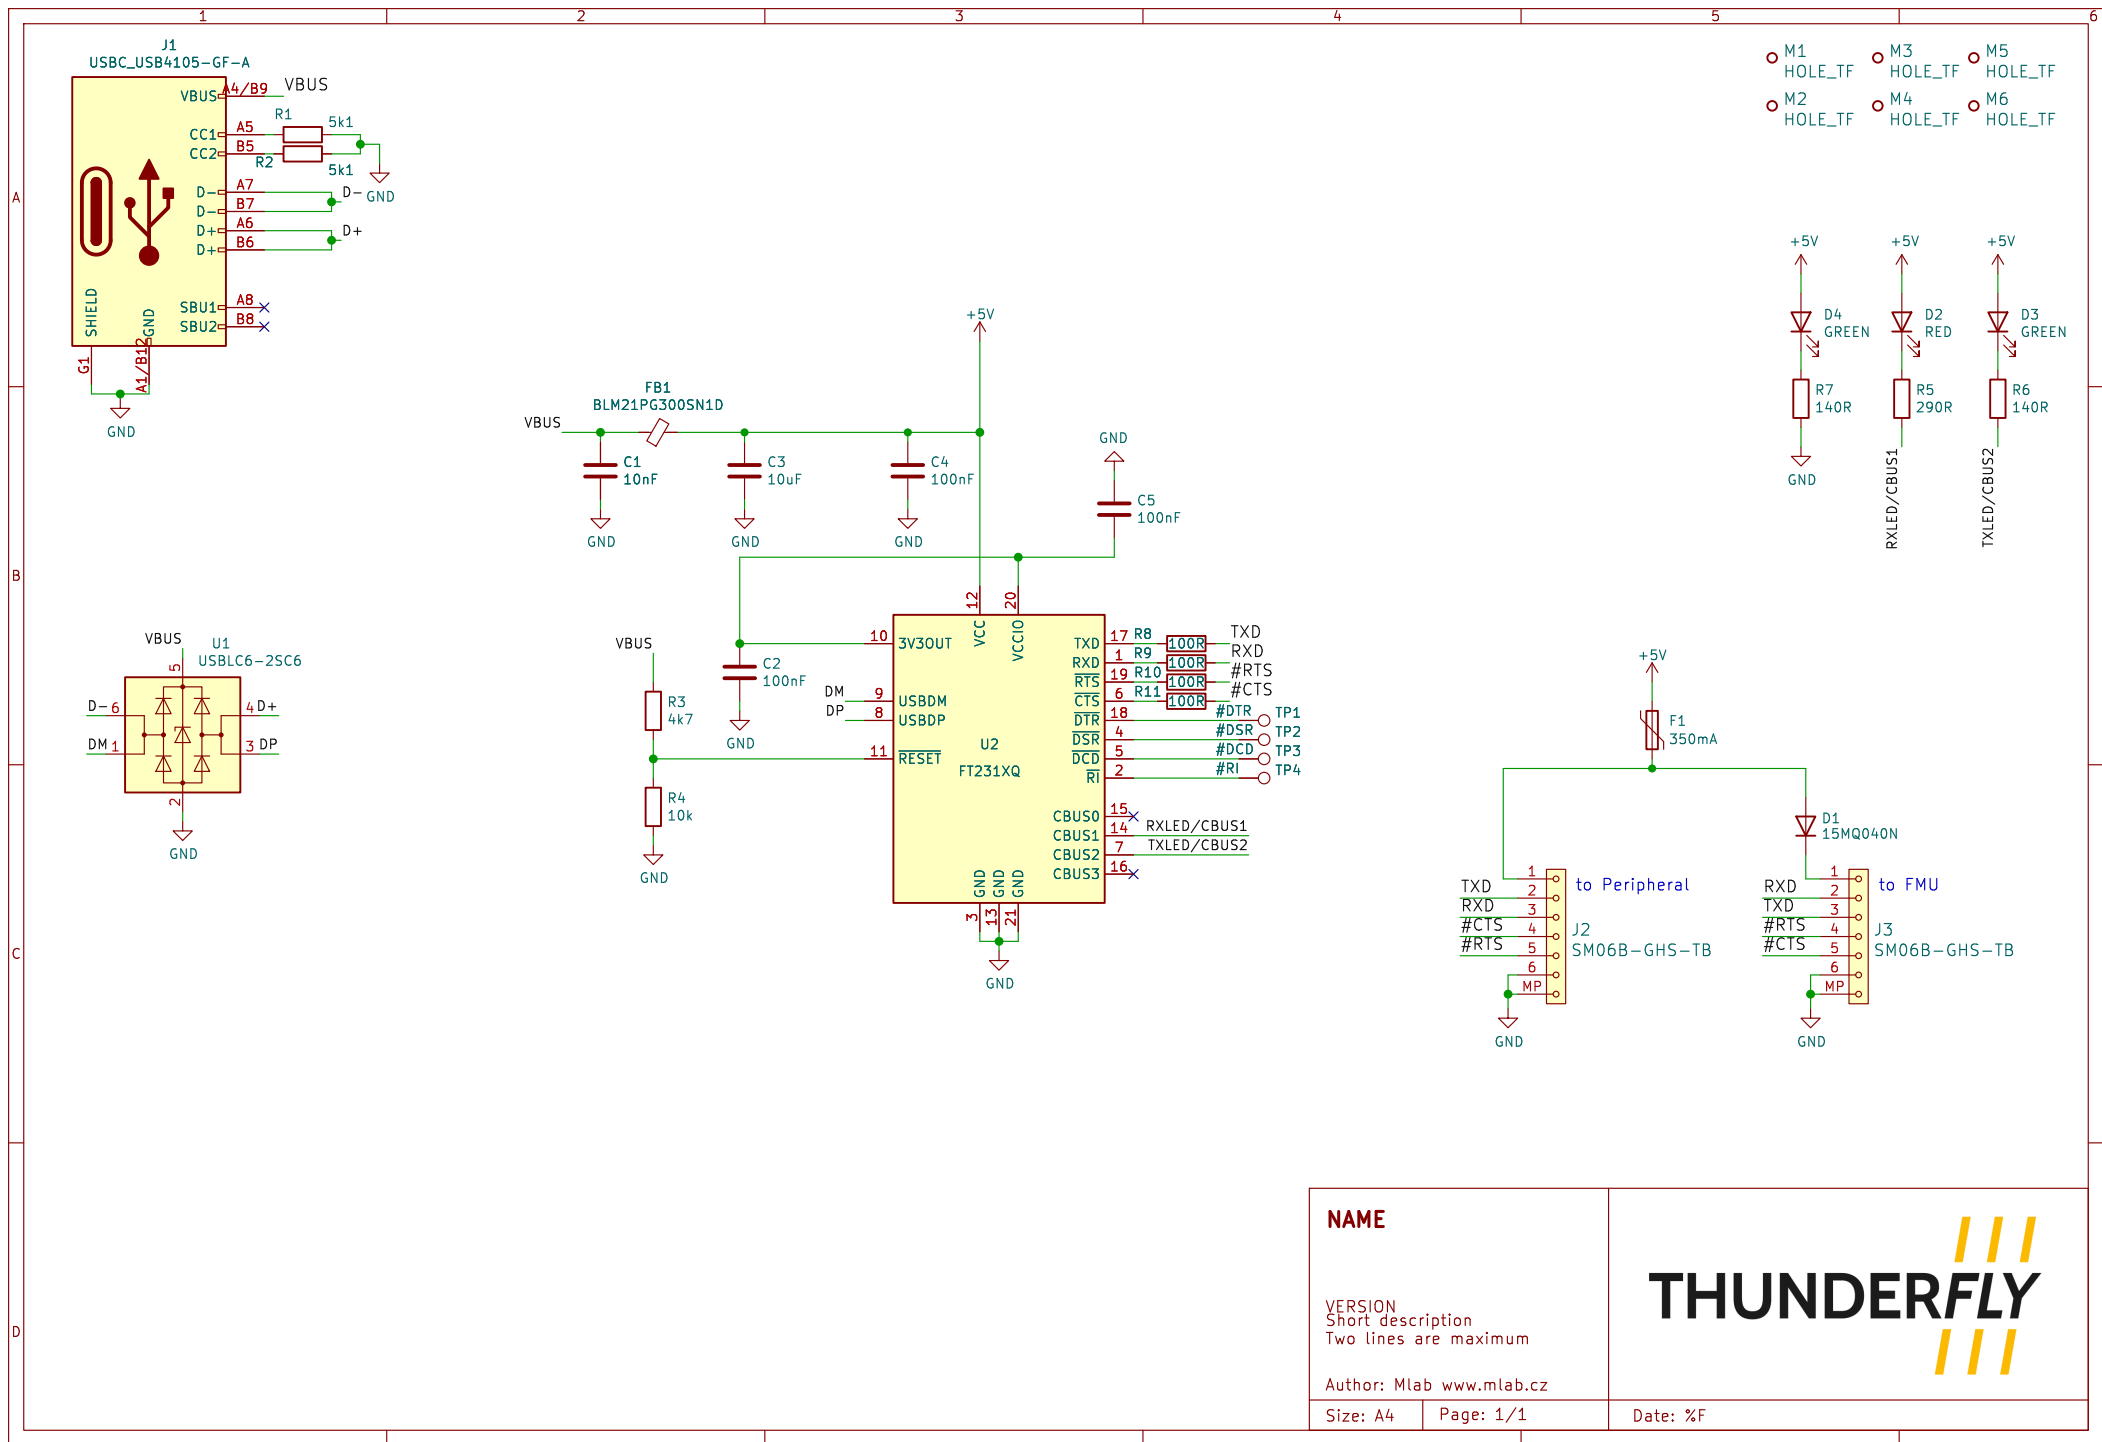 1 2 3 4 5 6
A
B
C
D
J1
USBC_USB4105-GF-A
VBUS A4/B9 VBUS
R1 5k1
CC1 A5
CC2 B5
R2 5k1
GND
D- A7 D-
D- B7
D+ A6 D+
D+ B6
SBU1 A8
SBU2 B8
SHIELD GND
G1 A1/B12
GND
M1
HOLE_TF
M3
HOLE_TF
M5
HOLE_TF
M2
HOLE_TF
M4
HOLE_TF
M6
HOLE_TF
+5V +5V +5V
D4
GREEN
D2
RED
D3
GREEN
R7
140R
R5
290R
R6
140R
GND
RXLED/CBUS1
TXLED/CBUS2
+5V
FB1
BLM21PG300SN1D
VBUS
C1
10nF
C3
10uF
C4
100nF
GND
C5
100nF
GND GND GND
VBUS
U1
USBLC6-2SC6
5
D- 6 4 D+
DM 1 3 DP
2
GND
VBUS
R3
4k7
R4
10k
GND
C2
100nF
GND
DM
DP
12 20
VCC VCCIO
10 3V3OUT
9 USBDM
8 USBDP
11 RESET
U2
FT231XQ
TXD 17 R8 100R TXD
RXD 1 R9 100R RXD
RTS 19 R10 100R #RTS
CTS 6 R11 100R #CTS
DTR 18 #DTR TP1
DSR 4 #DSR TP2
DCD 5 #DCD TP3
RI 2 #RI TP4
CBUS0 15
CBUS1 14 RXLED/CBUS1
CBUS2 7 TXLED/CBUS2
CBUS3 16
GND GND GND
3 13 21
GND
+5V
F1
350mA
D1
15MQ040N
1 to Peripheral
TXD 2
RXD 3
#CTS 4
#RTS 5
6
MP
J2
SM06B-GHS-TB
GND
1 to FMU
RXD 2
TXD 3
#RTS 4
#CTS 5
6
MP
J3
SM06B-GHS-TB
GND
NAME
VERSION
Short description
Two lines are maximum
Author: Mlab www.mlab.cz
Size: A4 Page: 1/1 Date: %F
THUNDERFLY